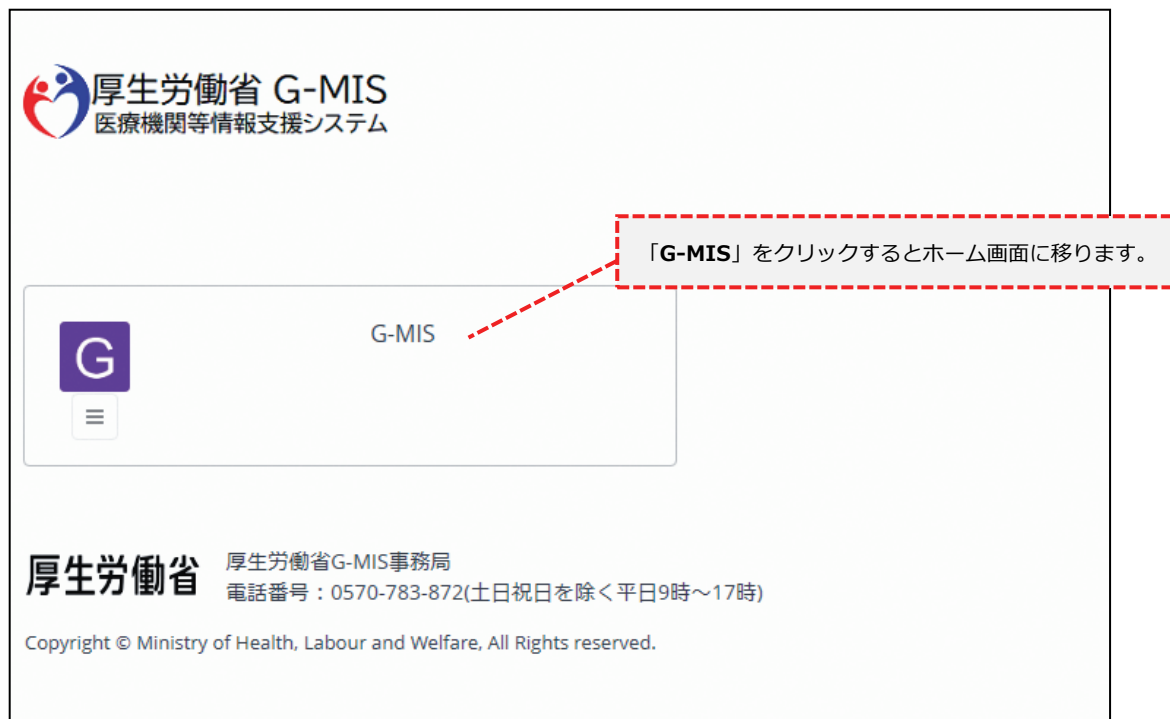 厚生労働省 G-MIS
医療機関等情報支援システム
「G-MIS」をクリックするとホーム画面に移ります。
G-MIS
G
厚生労働省
厚生労働省G-MIS事務局
電話番号：0570-783-872(土日祝日を除く平日9時～17時)
Copyright © Ministry of Health, Labour and Welfare, All Rights reserved.